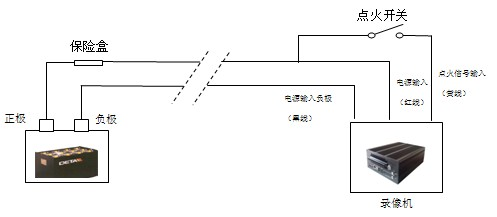 点火开关
保险盒
点火信号输入
（黄线）
电源输入
（红线）
电源输入负极
（黑线）
正极
负极
DETA
录像机